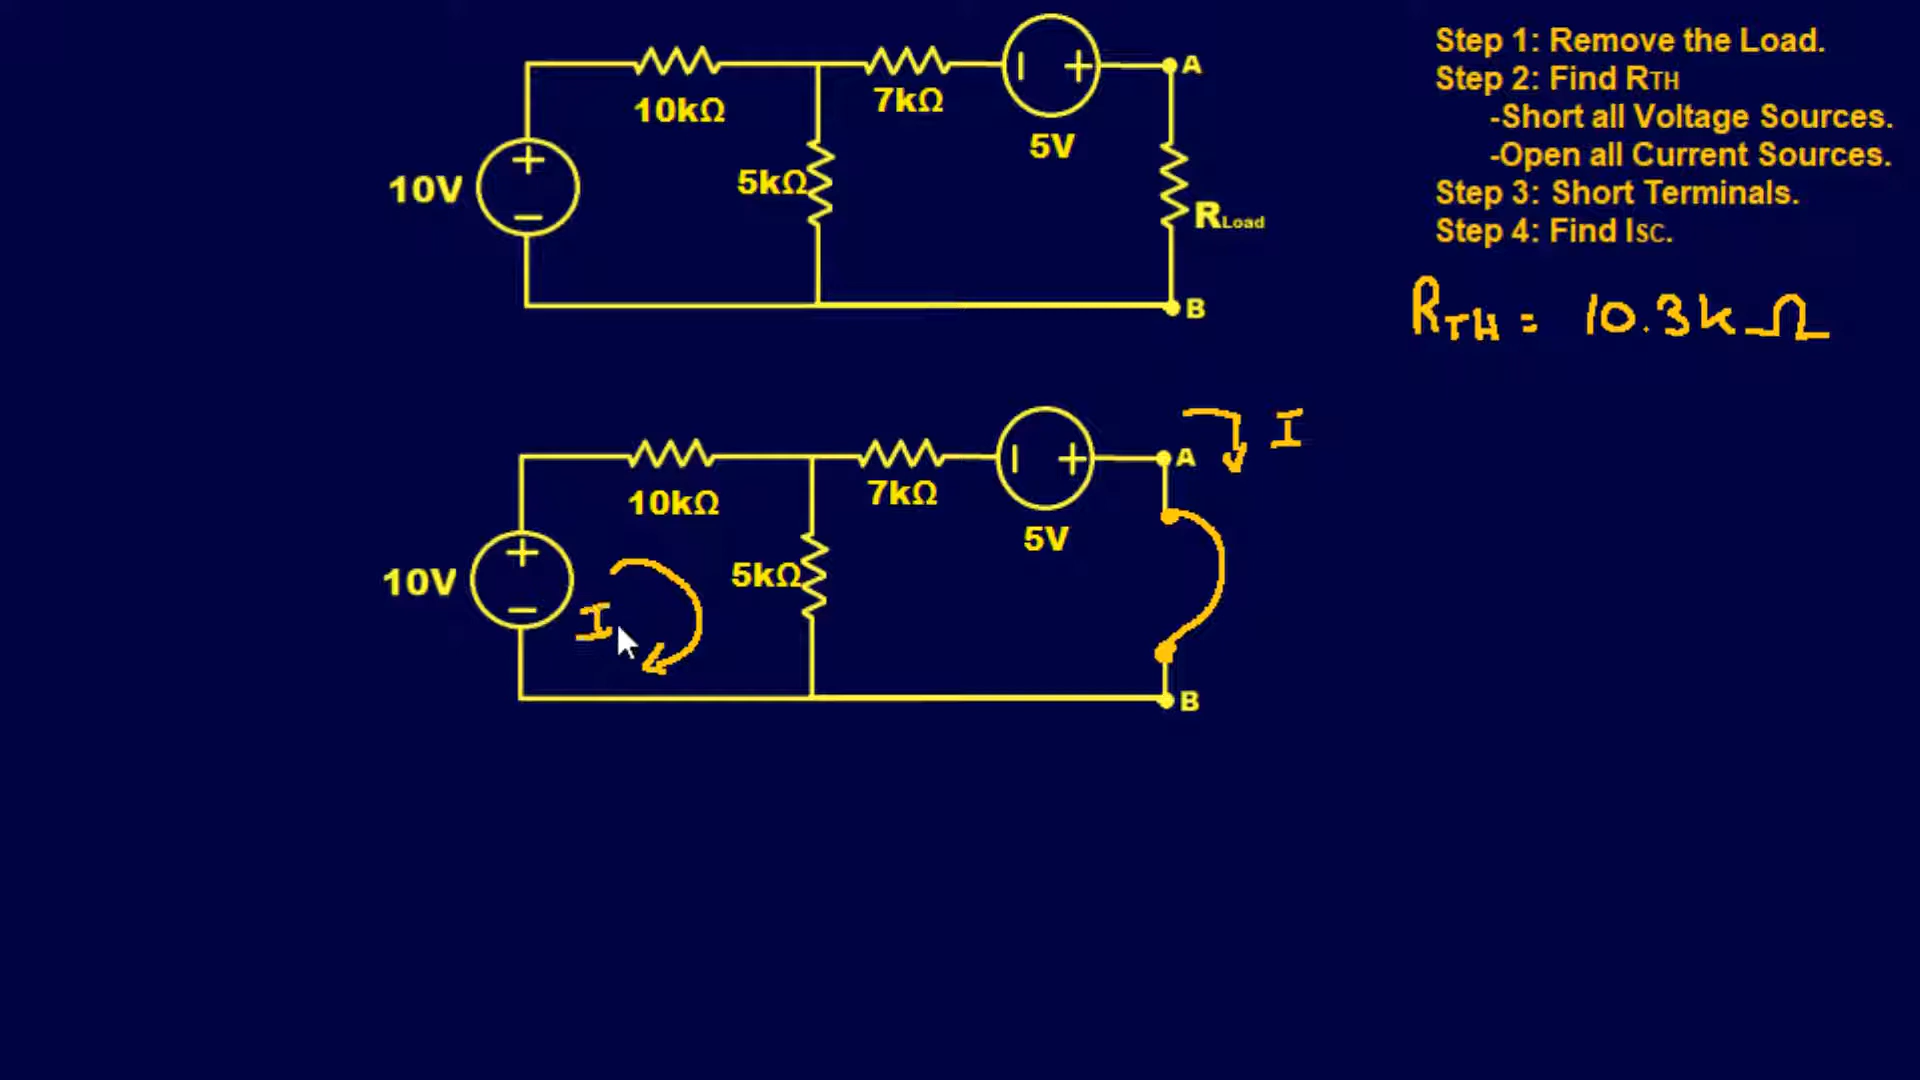 Step 1: Remove the Load.
Step 2: Find RTH
-Short all Voltage Sources.
-Open all Current Sources.
Step 3: Short Terminals.
Step 4: Find Isc.
RTH = 10.3kΩ
10kΩ
7kΩ
5V
A
10V
5kΩ
RLoad
B
10kΩ
7kΩ
5V
A
I
10V
I
5kΩ
B